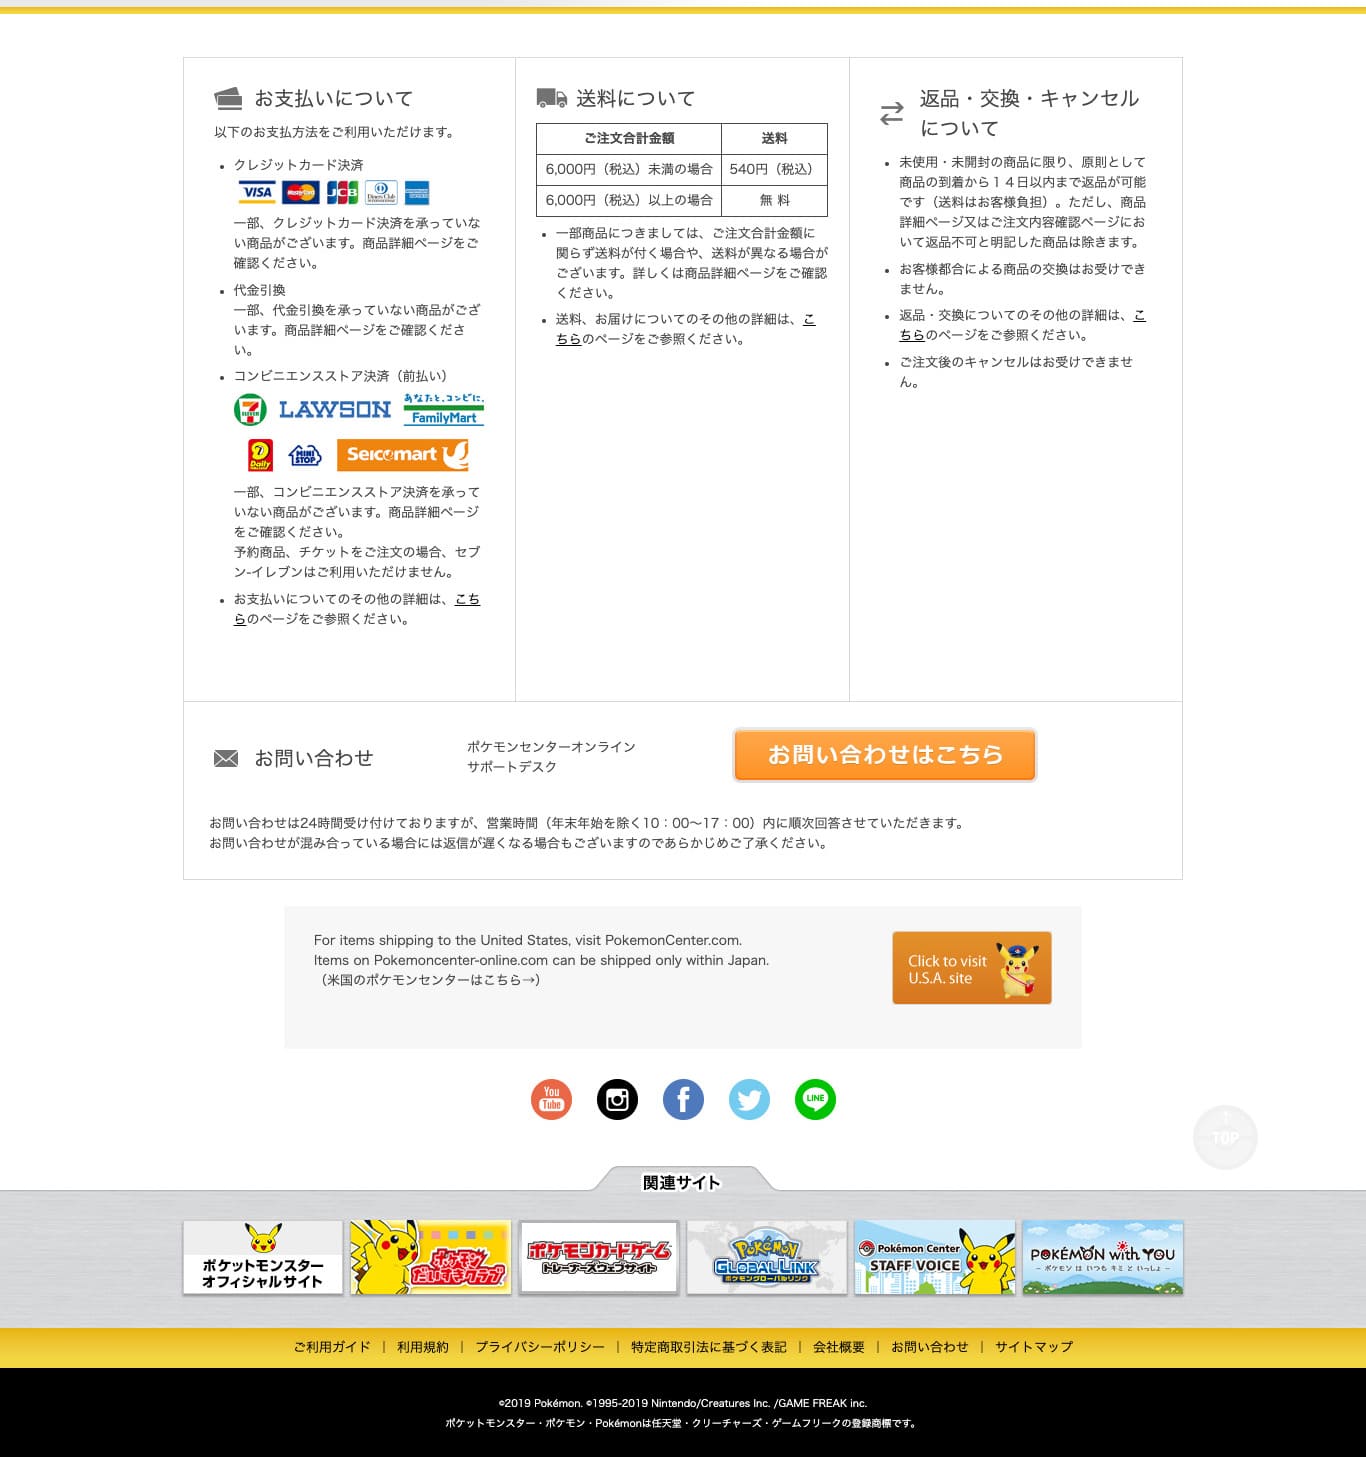 お支払いについて
以下のお支払方法をご利用いただけます。
クレジットカード決済
VISA MasterCard JCB Diners Club INTERNATIONAL AMERICAN EXPRESS
一部、クレジットカード決済を承っていな
い商品がございます。商品詳細ページをご
確認ください。
代金引換
一部、代金引換を承っていない商品がござ
います。商品詳細ページをご確認くださ
い。
コンビニエンスストア決済（前払い）
7 ELEVEN LAWSON あなたと、コンビに、
FamilyMart
Daily MINI STOP Seicomart
一部、コンビニエンスストア決済を承って
いない商品がございます。商品詳細ページ
をご確認ください。
予約商品、チケットをご注文の場合、セブ
ン-イレブンはご利用いただけません。
お支払いについてのその他の詳細は、こち
らのページをご参照ください。
送料について
ご注文合計金額 送料
6,000円（税込）未満の場合 540円（税込）
6,000円（税込）以上の場合 無 料
一部商品につきましては、ご注文合計金額に
関らず送料が付く場合や、送料が異なる場合が
ございます。詳しくは商品詳細ページをご確認
ください。
送料、お届けについてのその他の詳細は、こ
ちらのページをご参照ください。
返品・交換・キャンセル
について
未使用・未開封の商品に限り、原則として
商品の到着から１４日以内まで返品が可能
です（送料はお客様負担）。ただし、商品
詳細ページ又はご注文内容確認ページにお
いて返品不可と明記した商品は除きます。
お客様都合による商品の交換はお受けでき
ません。
返品・交換についてのその他の詳細は、こ
ちらのページをご参照ください。
ご注文後のキャンセルはお受けできませ
ん。
お問い合わせ
ポケモンセンターオンライン
サポートデスク
お問い合わせはこちら
お問い合わせは24時間受け付けておりますが、営業時間（年末年始を除く10：00〜17：00）内に順次回答させていただきます。
お問い合わせが混み合っている場合には返信が遅くなる場合もございますのであらかじめご了承ください。
For items shipping to the United States, visit PokemonCenter.com.
Items on Pokemoncenter-online.com can be shipped only within Japan.
（米国のポケモンセンターはこちら→）
Click to visit
U.S.A. site
You Tube f LINE
TOP
関連サイト
ポケットモンスター
オフィシャルサイト
ポケモン
だいすきクラブ
ポケモンカードゲーム
トレーナーズウェブサイト
POKéMON
GLOBAL LINK
ポケモングローバルリンク
Pokémon Center
STAFF VOICE
POKÉMON with YOU
－ ポケモン は いつも キミ と いっしょ －
ご利用ガイド | 利用規約 | プライバシーポリシー | 特定商取引法に基づく表記 | 会社概要 | お問い合わせ | サイトマップ
©2019 Pokémon. ©1995-2019 Nintendo/Creatures Inc. /GAME FREAK inc.
ポケットモンスター・ポケモン・Pokémonは任天堂・クリーチャーズ・ゲームフリークの登録商標です。